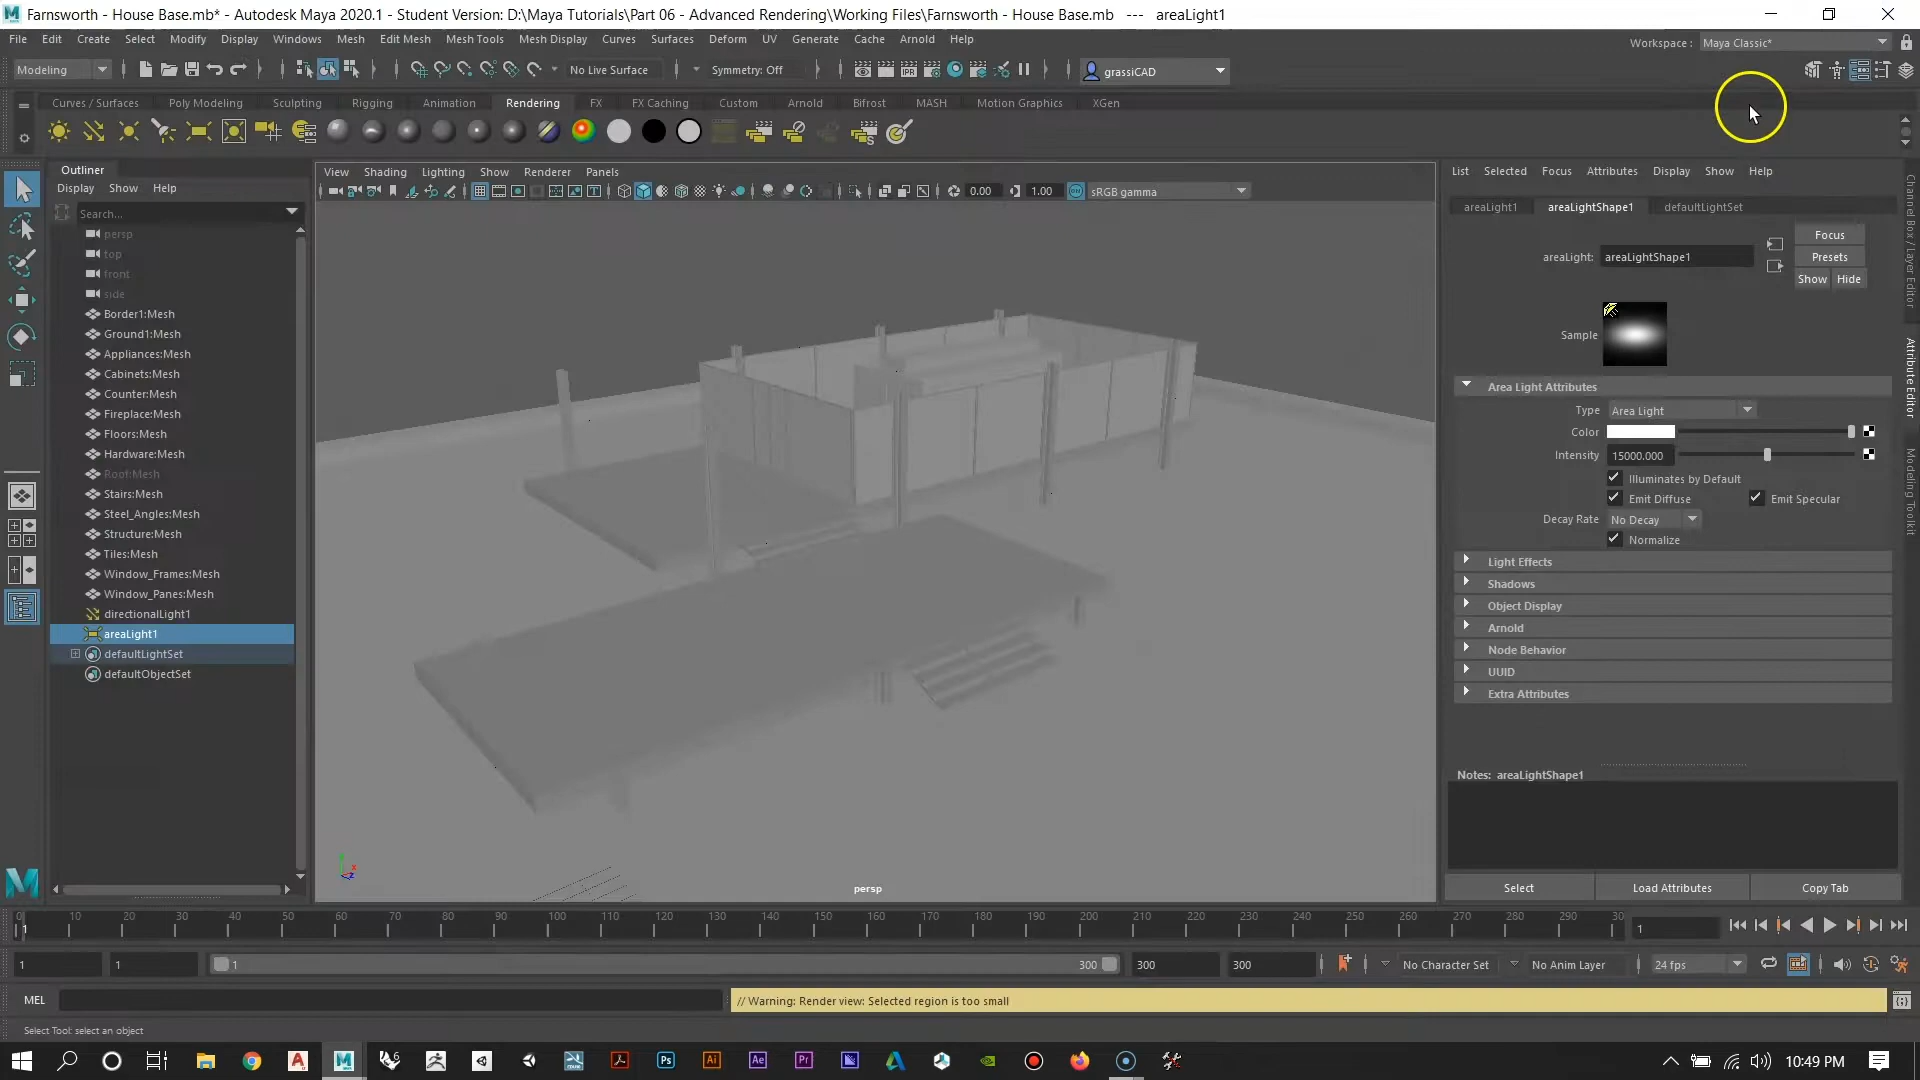 Farnsworth - House Base.mb* - Autodesk Maya 2020.1 - Student Version: D:\Maya Tutorials\Part 06 - Advanced Rendering\Working Files\Farnsworth - House Base.mb --- areaLight1
File Edit Create Select Modify Display Windows Mesh Edit Mesh Mesh Tools Mesh Display Curves Surfaces Deform UV Generate Cache Arnold Help
Workspace : Maya Classic*
Modeling No Live Surface Symmetry: Off grassiCAD
Curves / Surfaces Poly Modeling Sculpting Rigging Animation Rendering FX FX Caching Custom Arnold Bifrost MASH Motion Graphics XGen
Outliner
Display Show Help
Search...
persp
top
front
side
Border1:Mesh
Ground1:Mesh
Appliances:Mesh
Cabinets:Mesh
Counter:Mesh
Fireplace:Mesh
Floors:Mesh
Hardware:Mesh
Roof:Mesh
Stairs:Mesh
Steel_Angles:Mesh
Structure:Mesh
Tiles:Mesh
Window_Frames:Mesh
Window_Panes:Mesh
directionalLight1
areaLight1
defaultLightSet
defaultObjectSet
View Shading Lighting Show Renderer Panels
0.00 1.00 sRGB gamma
persp
List Selected Focus Attributes Display Show Help
areaLight1 areaLightShape1 defaultLightSet
areaLight: areaLightShape1
Focus
Presets
Show Hide
Sample
Area Light Attributes
Type Area Light
Color
Intensity 15000.000
Illuminates by Default
Emit Diffuse Emit Specular
Decay Rate No Decay
Normalize
Light Effects
Shadows
Object Display
Arnold
Node Behavior
UUID
Extra Attributes
Notes: areaLightShape1
Select Load Attributes Copy Tab
Channel Box / Layer Editor
Attribute Editor
Modeling Toolkit
0 10 20 30 40 50 60 70 80 90 100 110 120 130 140 150 160 170 180 190 200 210 220 230 240 250 260 270 280 290 30
1
1
1 1 1 300 300 300 No Character Set No Anim Layer 24 fps
MEL // Warning: Render view: Selected region is too small
Select Tool: select an object
10:49 PM